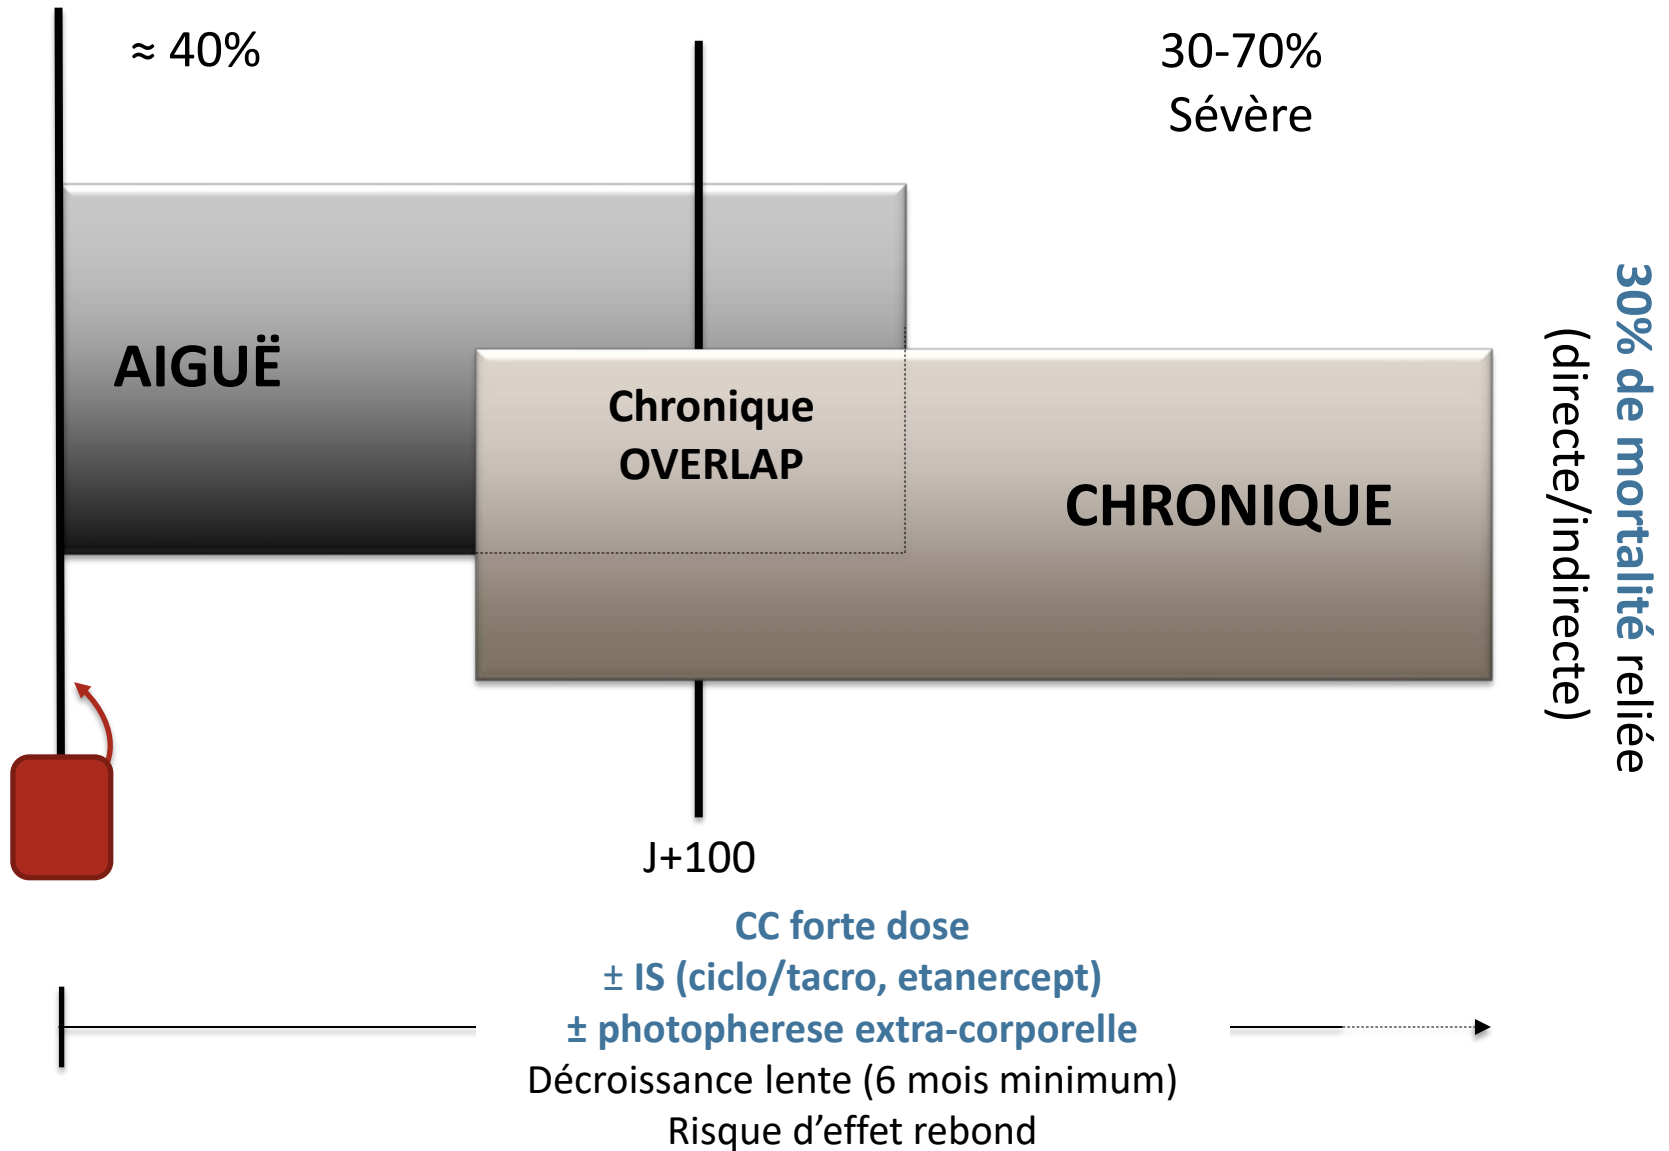 ≈ 40%
30-70%
Sévère
AIGUË
Chronique
OVERLAP
CHRONIQUE
30% de mortalité reliée
(directe/indirecte)
J+100
CC forte dose
± IS (ciclo/tacro, etanercept)
± photopherese extra-corporelle
Décroissance lente (6 mois minimum)
Risque d’effet rebond